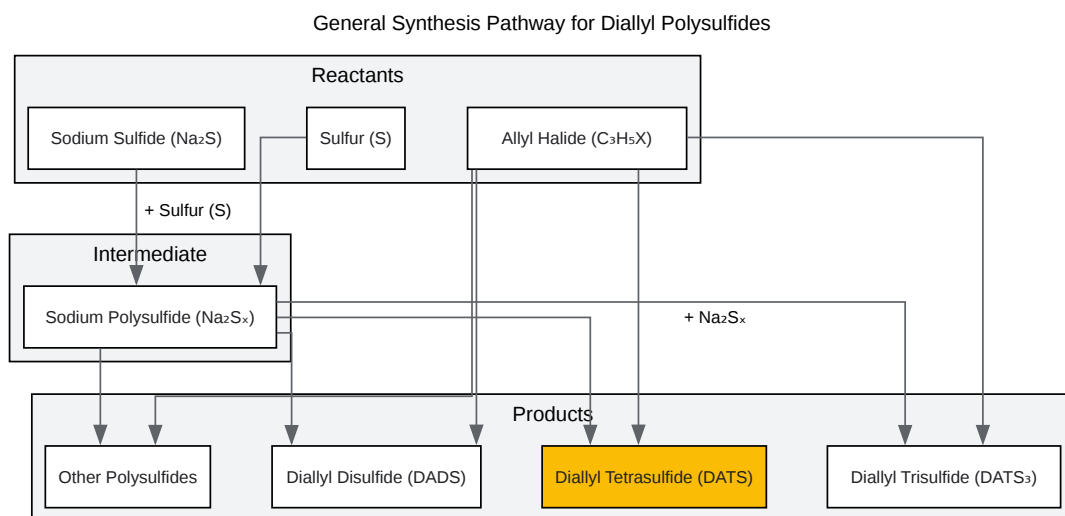 General Synthesis Pathway for Diallyl Polysulfides
Reactants
Sodium Sulfide (Na₂S)
Sulfur (S)
Allyl Halide (C₃H₅X)
+ Sulfur (S)
Intermediate
Sodium Polysulfide (Na₂Sₓ)
+ Na₂Sₓ
Products
Other Polysulfides
Diallyl Disulfide (DADS)
Diallyl Tetrasulfide (DATS)
Diallyl Trisulfide (DATS₃)